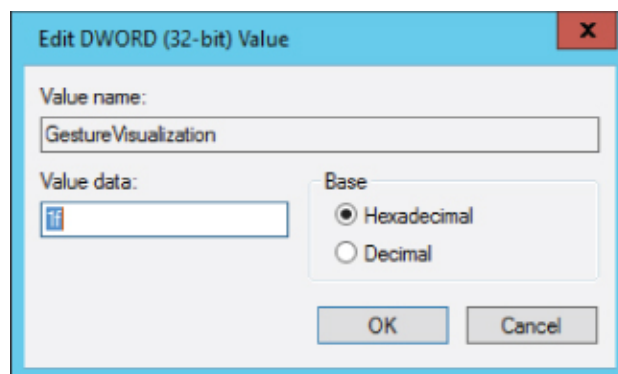 Edit DWORD (32-bit) Value
x
Value name:
GestureVisualization
Value data:
1f
Base
Hexadecimal
Decimal
OK
Cancel